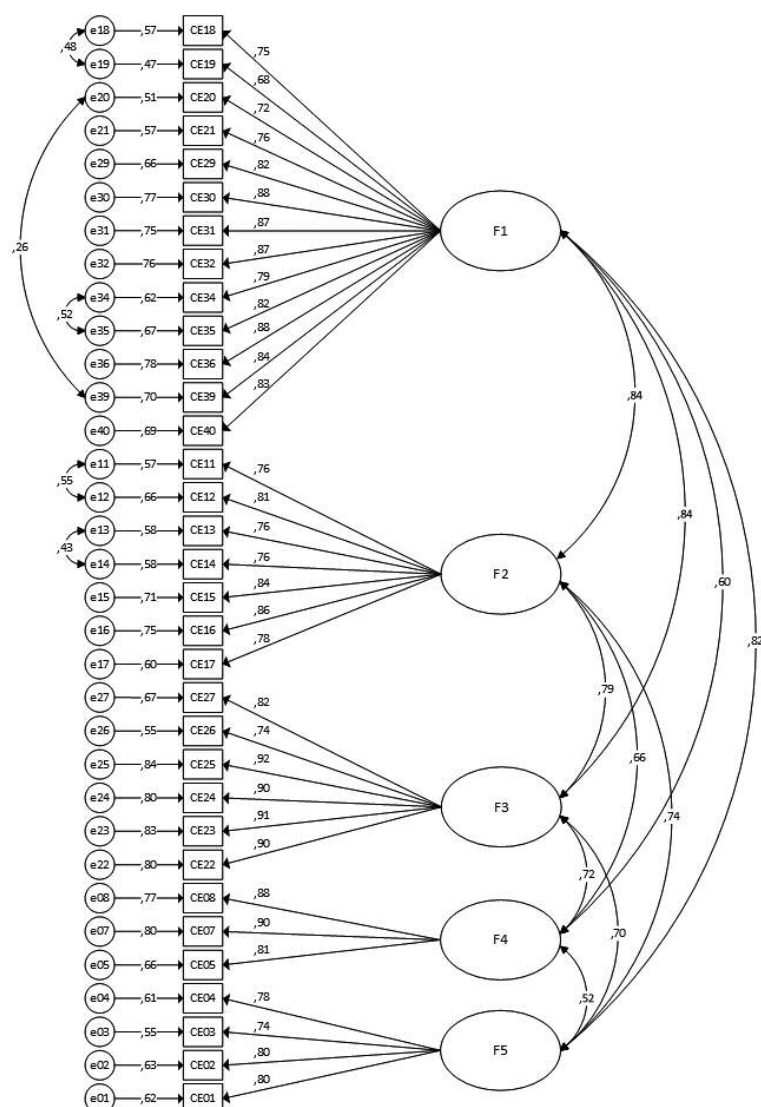 e18 ,57 CE18 ,75
,48
e19 ,47 CE19 ,68
e20 ,51 CE20 ,72
e21 ,57 CE21 ,76
e29 ,66 CE29 ,82
e30 ,77 CE30 ,88
e31 ,75 CE31 ,87
F1
,26
e32 ,76 CE32 ,87
e34 ,62 CE34 ,79
,52
e35 ,67 CE35 ,82
e36 ,78 CE36 ,88
e39 ,70 CE39 ,84
e40 ,69 CE40 ,83
,84
e11 ,57 CE11 ,76
,55
e12 ,66 CE12 ,81
,84
e13 ,58 CE13 ,76
,43
e14 ,58 CE14 ,76
F2
,60
e15 ,71 CE15 ,84
e16 ,75 CE16 ,86
,82
e17 ,60 CE17 ,78
e27 ,67 CE27 ,82
,79
e26 ,55 CE26 ,74
e25 ,84 CE25 ,92
,66
e24 ,80 CE24 ,90
F3
,74
e23 ,83 CE23 ,91
e22 ,80 CE22 ,90
,72
e08 ,77 CE08 ,88
e07 ,80 CE07 ,90
F4
,70
e05 ,66 CE05 ,81
e04 ,61 CE04 ,78
,52
e03 ,55 CE03 ,74
F5
e02 ,63 CE02 ,80
e01 ,62 CE01 ,80